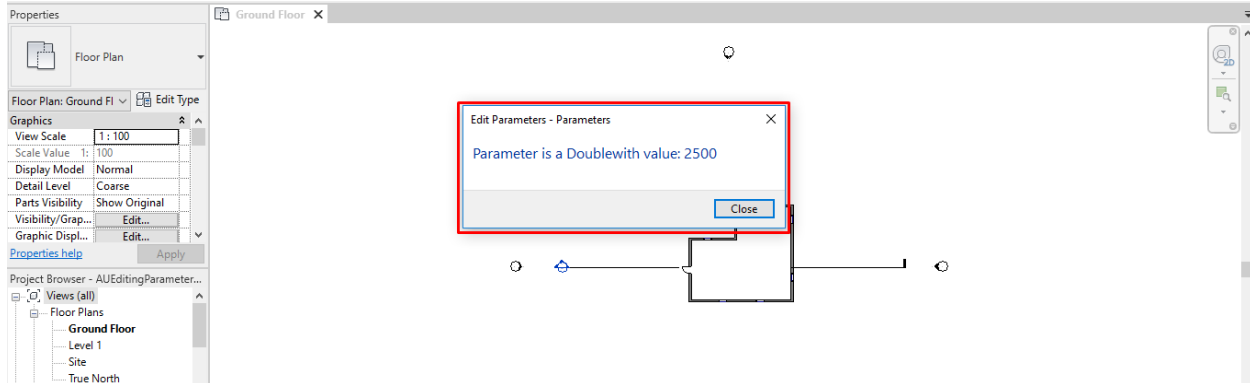 Properties
Ground Floor
Floor Plan
Floor Plan: Ground Fl
Edit Type
Graphics
View Scale 1 : 100
Scale Value 1: 100
Display Model Normal
Detail Level Coarse
Parts Visibility Show Original
Visibility/Grap... Edit...
Graphic Displ... Edit...
Properties help Apply
Project Browser - AUEditingParameter...
Views (all)
Floor Plans
Ground Floor
Level 1
Site
True North
Edit Parameters - Parameters
Parameter is a Doublewith value: 2500
Close
2D